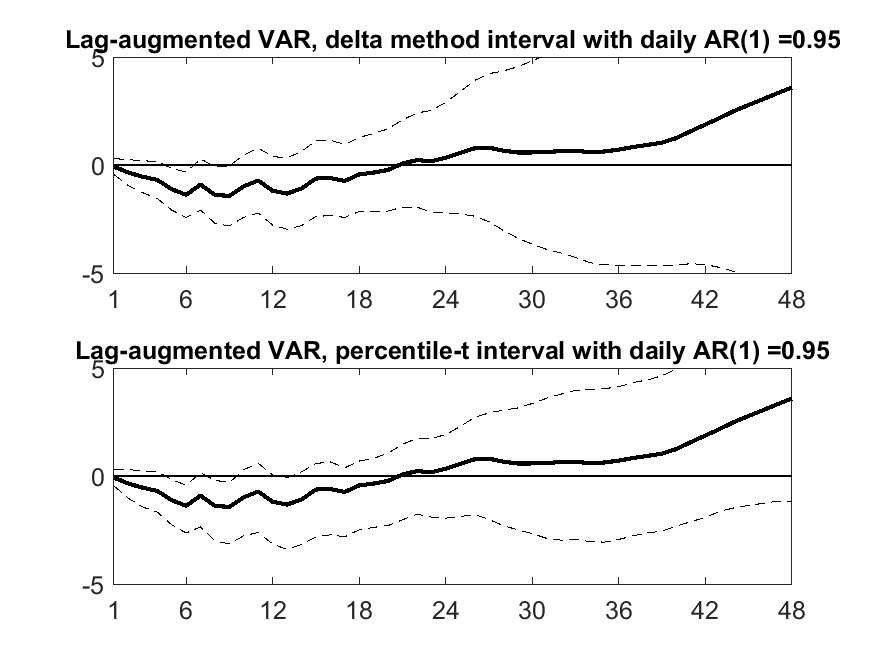 Lag-augmented VAR, delta method interval with daily AR(1) =0.95
5
0
-5
1 6 12 18 24 30 36 42 48
Lag-augmented VAR, percentile-t interval with daily AR(1) =0.95
5
0
-5
1 6 12 18 24 30 36 42 48